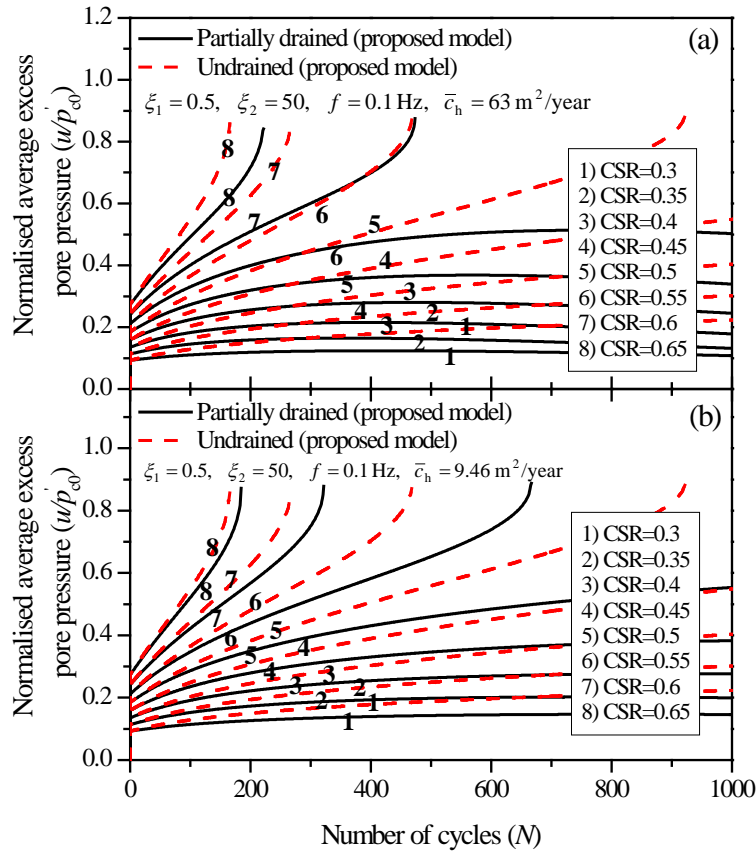 1.2
1.0
0.8
0.6
0.4
0.2
0.0
Normalised average excess
pore pressure (u/p'c0)
Partially drained (proposed model)
Undrained (proposed model)
(a)
ξ1 = 0.5, ξ2 = 50, f = 0.1 Hz, c̄h = 63 m²/year
8
8
7
7
6
6
5
5
4
4
3
3
2
2
1
1
1) CSR=0.3
2) CSR=0.35
3) CSR=0.4
4) CSR=0.45
5) CSR=0.5
6) CSR=0.55
7) CSR=0.6
8) CSR=0.65
1.0
0.8
0.6
0.4
0.2
0.0
Normalised average excess
pore pressure (u/p'c0)
Partially drained (proposed model)
Undrained (proposed model)
(b)
ξ1 = 0.5, ξ2 = 50, f = 0.1 Hz, c̄h = 9.46 m²/year
8
8
7
7
6
6
5
5
4
4
3
3
2
2
1
1
1) CSR=0.3
2) CSR=0.35
3) CSR=0.4
4) CSR=0.45
5) CSR=0.5
6) CSR=0.55
7) CSR=0.6
8) CSR=0.65
0 200 400 600 800 1000
Number of cycles (N)